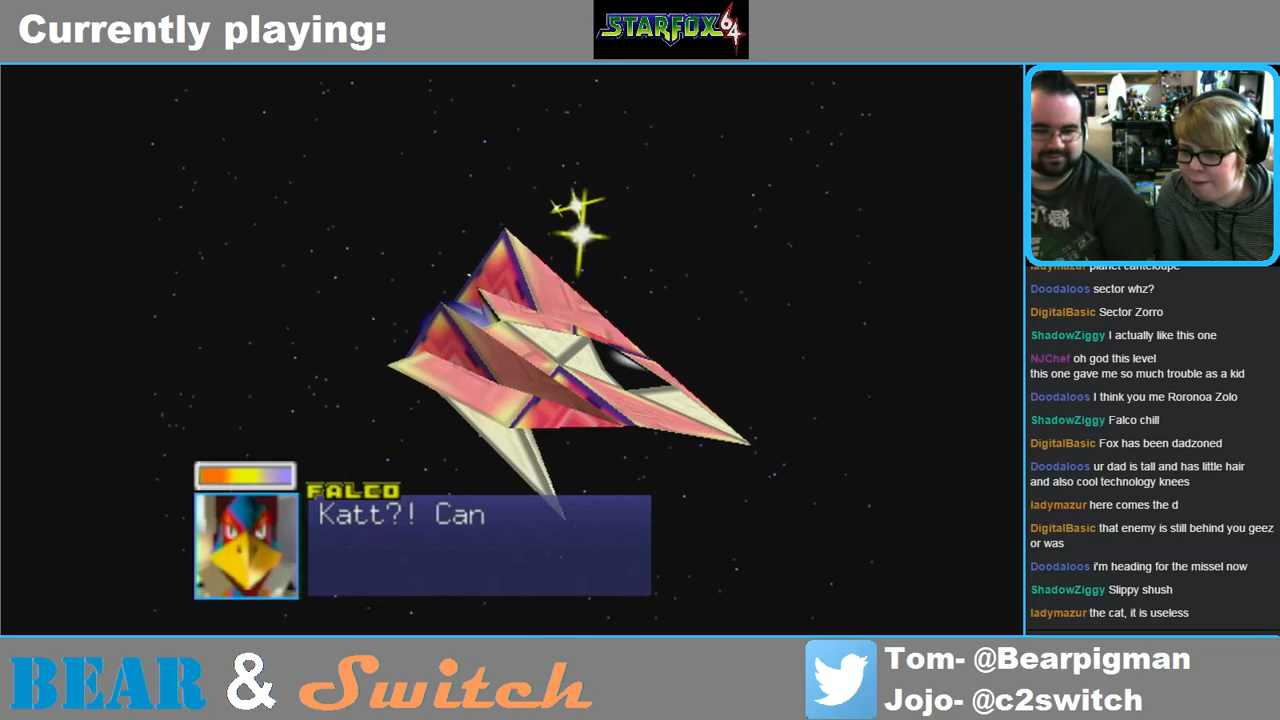 Currently playing:
STARFOX 64
FALCO
Katt?! Can
ladymazur planet canteloupe
Doodaloos sector whz?
DigitalBasic Sector Zorro
ShadowZiggy I actually like this one
NJChef oh god this level
this one gave me so much trouble as a kid
Doodaloos I think you me Roronoa Zolo
ShadowZiggy Falco chill
DigitalBasic Fox has been dadzoned
Doodaloos ur dad is tall and has little hair
and also cool technology knees
ladymazur here comes the d
DigitalBasic that enemy is still behind you geez
or was
Doodaloos i'm heading for the missel now
ShadowZiggy Slippy shush
ladymazur the cat, it is useless
BEAR & Switch
Tom- @Bearpigman
Jojo- @c2switch